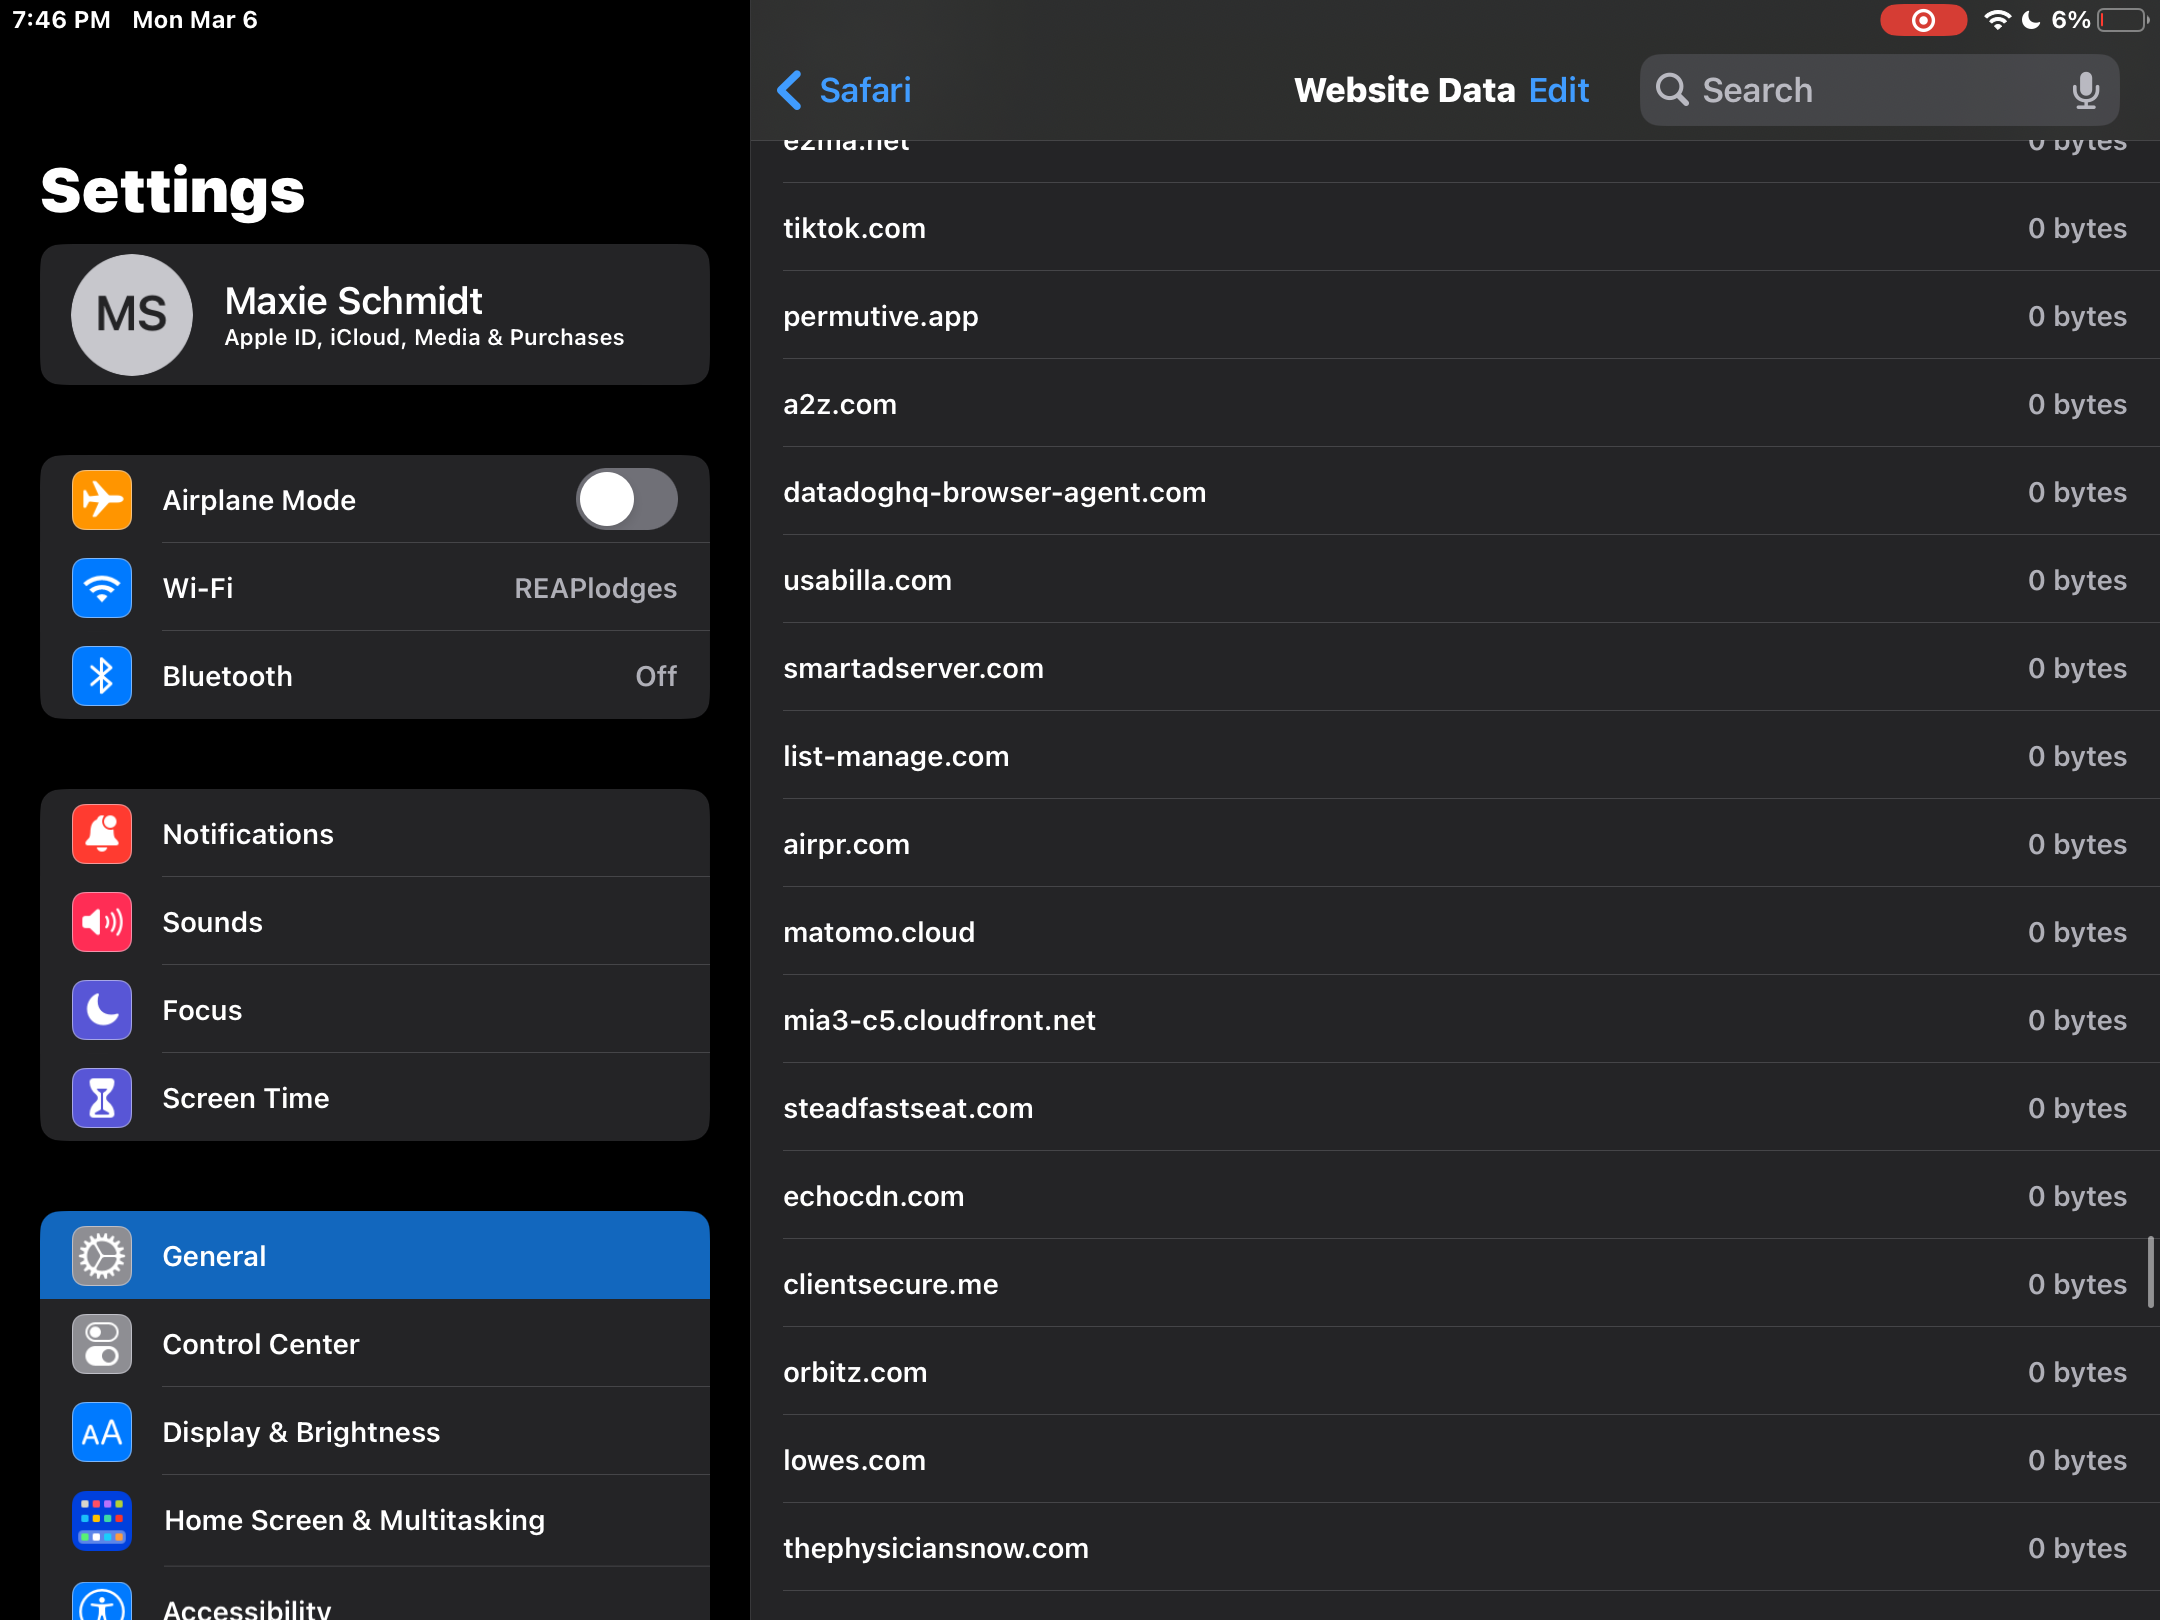 7:46 PM Mon Mar 6
6%
Settings
MS
Maxie Schmidt
Apple ID, iCloud, Media & Purchases
Airplane Mode
Wi-Fi REAPlodges
Bluetooth Off
Notifications
Sounds
Focus
Screen Time
General
Control Center
AA Display & Brightness
Home Screen & Multitasking
Accessibility
Safari Website Data Edit Search
e2ma.net 0 bytes
tiktok.com 0 bytes
permutive.app 0 bytes
a2z.com 0 bytes
datadoghq-browser-agent.com 0 bytes
usabilla.com 0 bytes
smartadserver.com 0 bytes
list-manage.com 0 bytes
airpr.com 0 bytes
matomo.cloud 0 bytes
mia3-c5.cloudfront.net 0 bytes
steadfastseat.com 0 bytes
echocdn.com 0 bytes
clientsecure.me 0 bytes
orbitz.com 0 bytes
lowes.com 0 bytes
thephysiciansnow.com 0 bytes